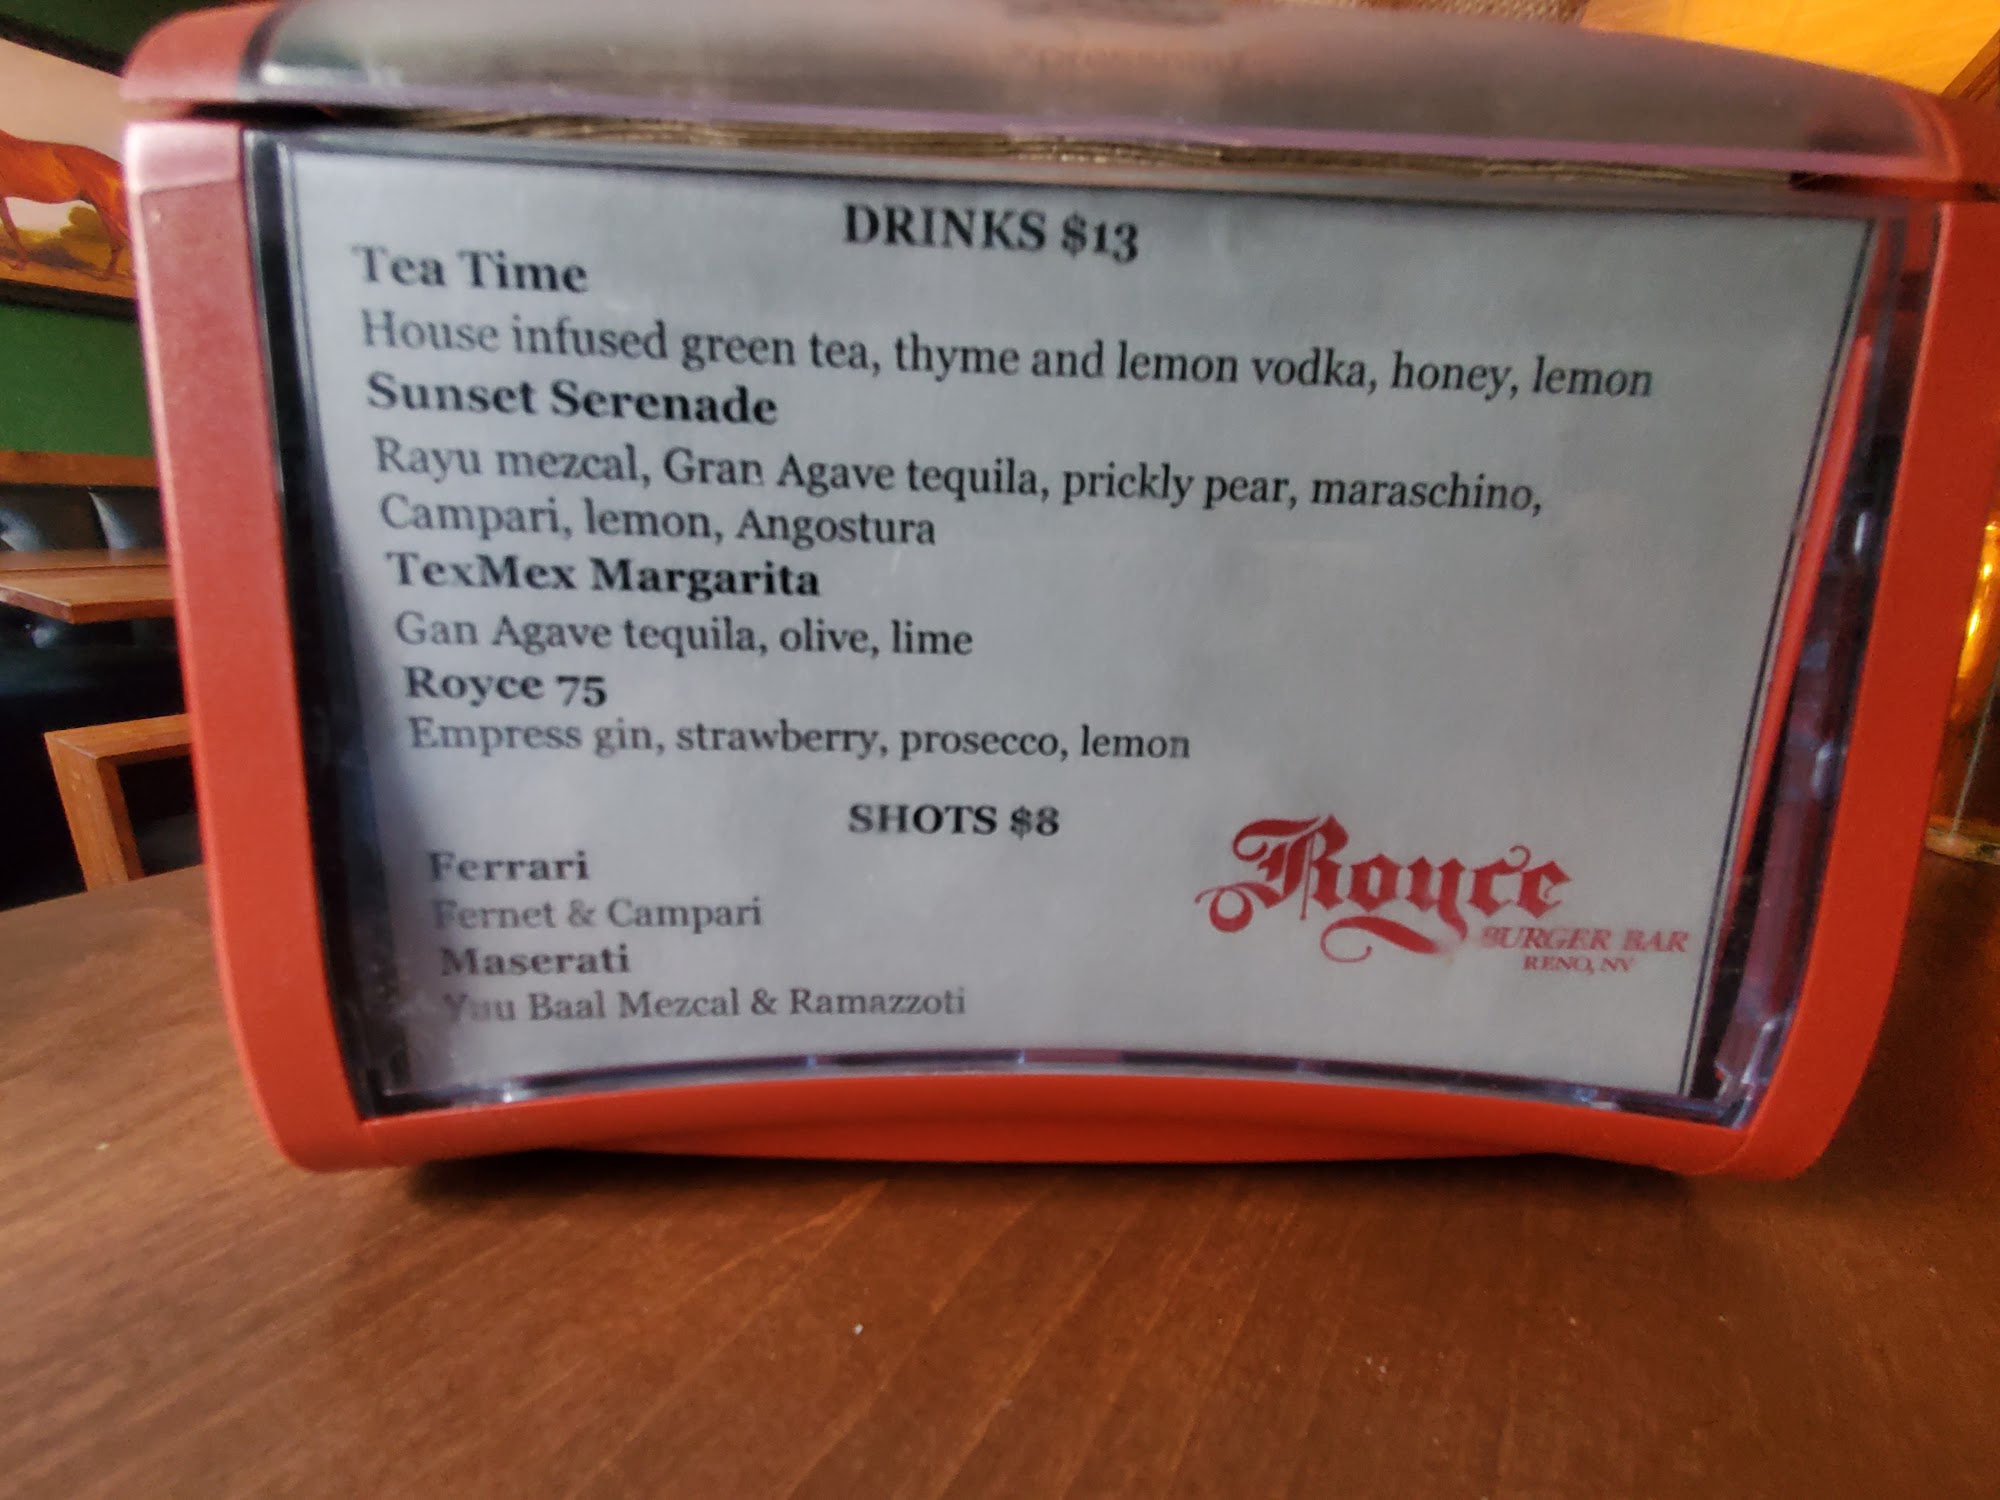 DRINKS $13
Tea Time
House infused green tea, thyme and lemon vodka, honey, lemon
Sunset Serenade
Rayu mezcal, Gran Agave tequila, prickly pear, maraschino,
Campari, lemon, Angostura
TexMex Margarita
Gan Agave tequila, olive, lime
Royce 75
Empress gin, strawberry, prosecco, lemon
SHOTS $8
Ferrari
Fernet & Campari
Maserati
Baal Mezcal & Ramazzoti
Royce
BURGER BAR
RENO, NV